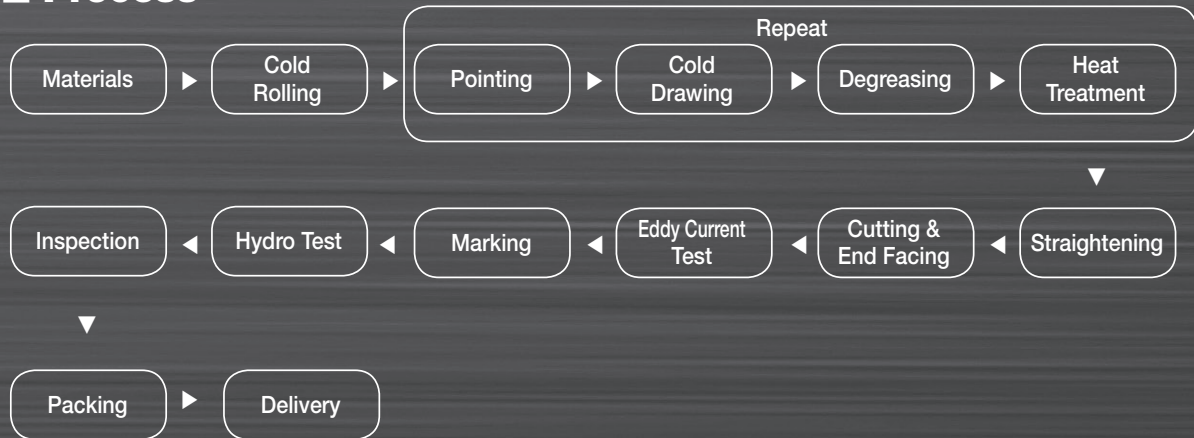 Process
Repeat
Materials
Cold
Rolling
Pointing
Cold
Drawing
Degreasing
Heat
Treatment
Inspection
Hydro Test
Marking
Eddy Current
Test
Cutting &
End Facing
Straightening
Packing
Delivery